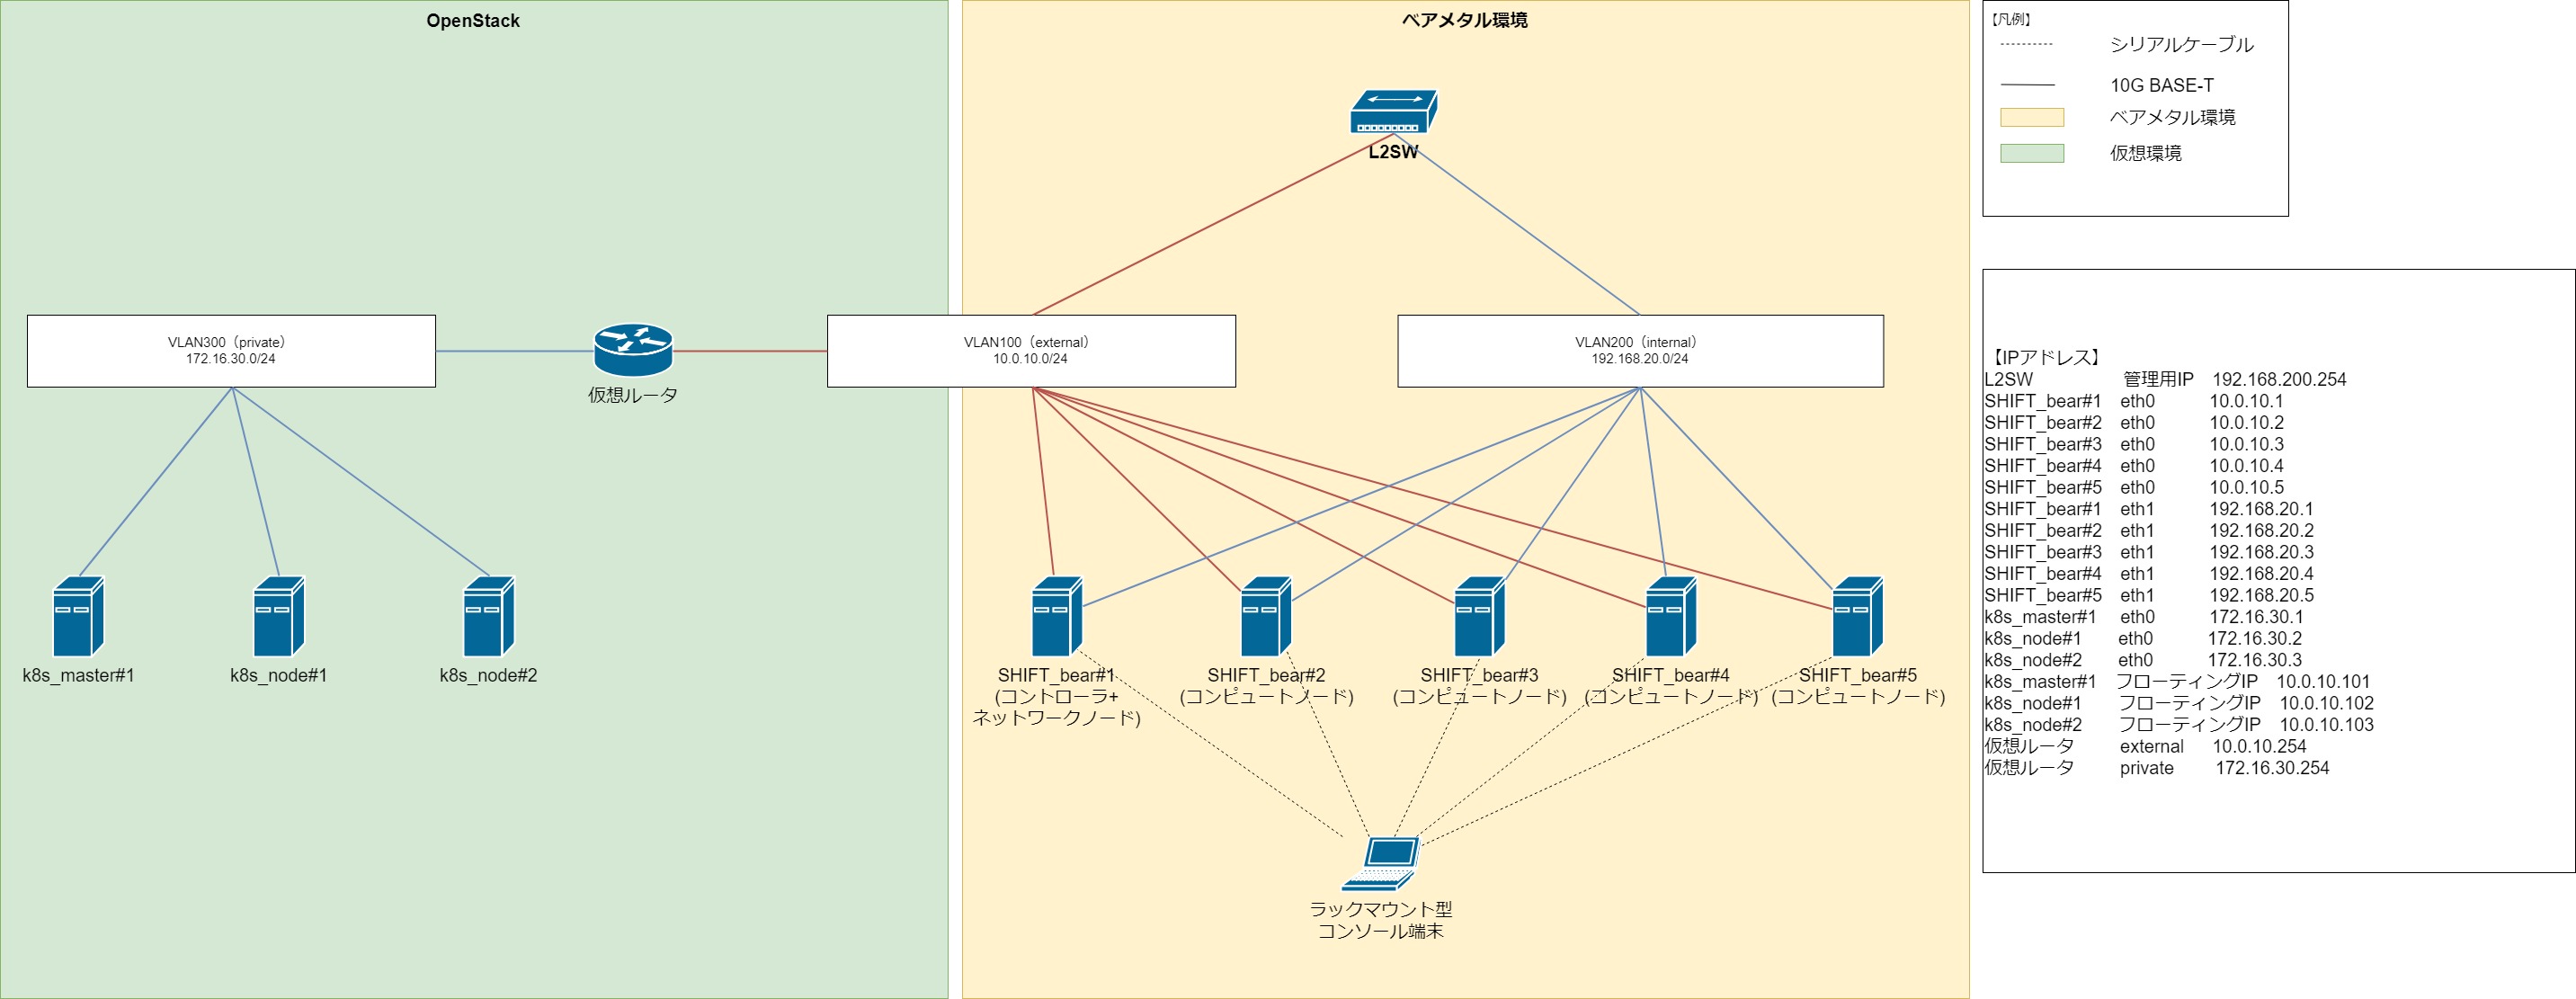 OpenStack
ベアメタル環境
L2SW
VLAN300（private）
172.16.30.0/24
仮想ルータ
VLAN100（external）
10.0.10.0/24
VLAN200（internal）
192.168.20.0/24
k8s_master#1
k8s_node#1
k8s_node#2
SHIFT_bear#1
(コントローラ+
ネットワークノード)
SHIFT_bear#2
(コンピュートノード)
SHIFT_bear#3
(コンピュートノード)
SHIFT_bear#4
(コンピュートノード)
SHIFT_bear#5
(コンピュートノード)
ラックマウント型
コンソール端末
【凡例】
シリアルケーブル
10G BASE-T
ベアメタル環境
仮想環境
【IPアドレス】
L2SW 管理用IP 192.168.200.254
SHIFT_bear#1 eth0 10.0.10.1
SHIFT_bear#2 eth0 10.0.10.2
SHIFT_bear#3 eth0 10.0.10.3
SHIFT_bear#4 eth0 10.0.10.4
SHIFT_bear#5 eth0 10.0.10.5
SHIFT_bear#1 eth1 192.168.20.1
SHIFT_bear#2 eth1 192.168.20.2
SHIFT_bear#3 eth1 192.168.20.3
SHIFT_bear#4 eth1 192.168.20.4
SHIFT_bear#5 eth1 192.168.20.5
k8s_master#1 eth0 172.16.30.1
k8s_node#1 eth0 172.16.30.2
k8s_node#2 eth0 172.16.30.3
k8s_master#1 フローティングIP 10.0.10.101
k8s_node#1 フローティングIP 10.0.10.102
k8s_node#2 フローティングIP 10.0.10.103
仮想ルータ external 10.0.10.254
仮想ルータ private 172.16.30.254